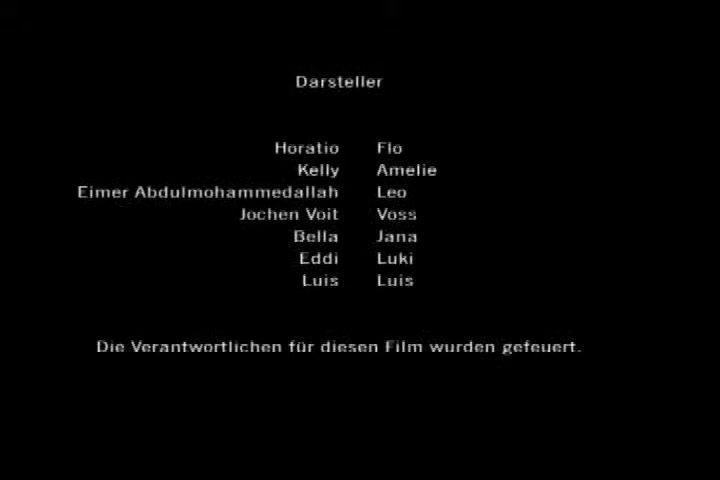 Darsteller
Horatio Flo
Kelly Amelie
Eimer Abdulmohammedallah Leo
Jochen Voit Voss
Bella Jana
Eddi Luki
Luis Luis
Die Verantwortlichen für diesen Film wurden gefeuert.